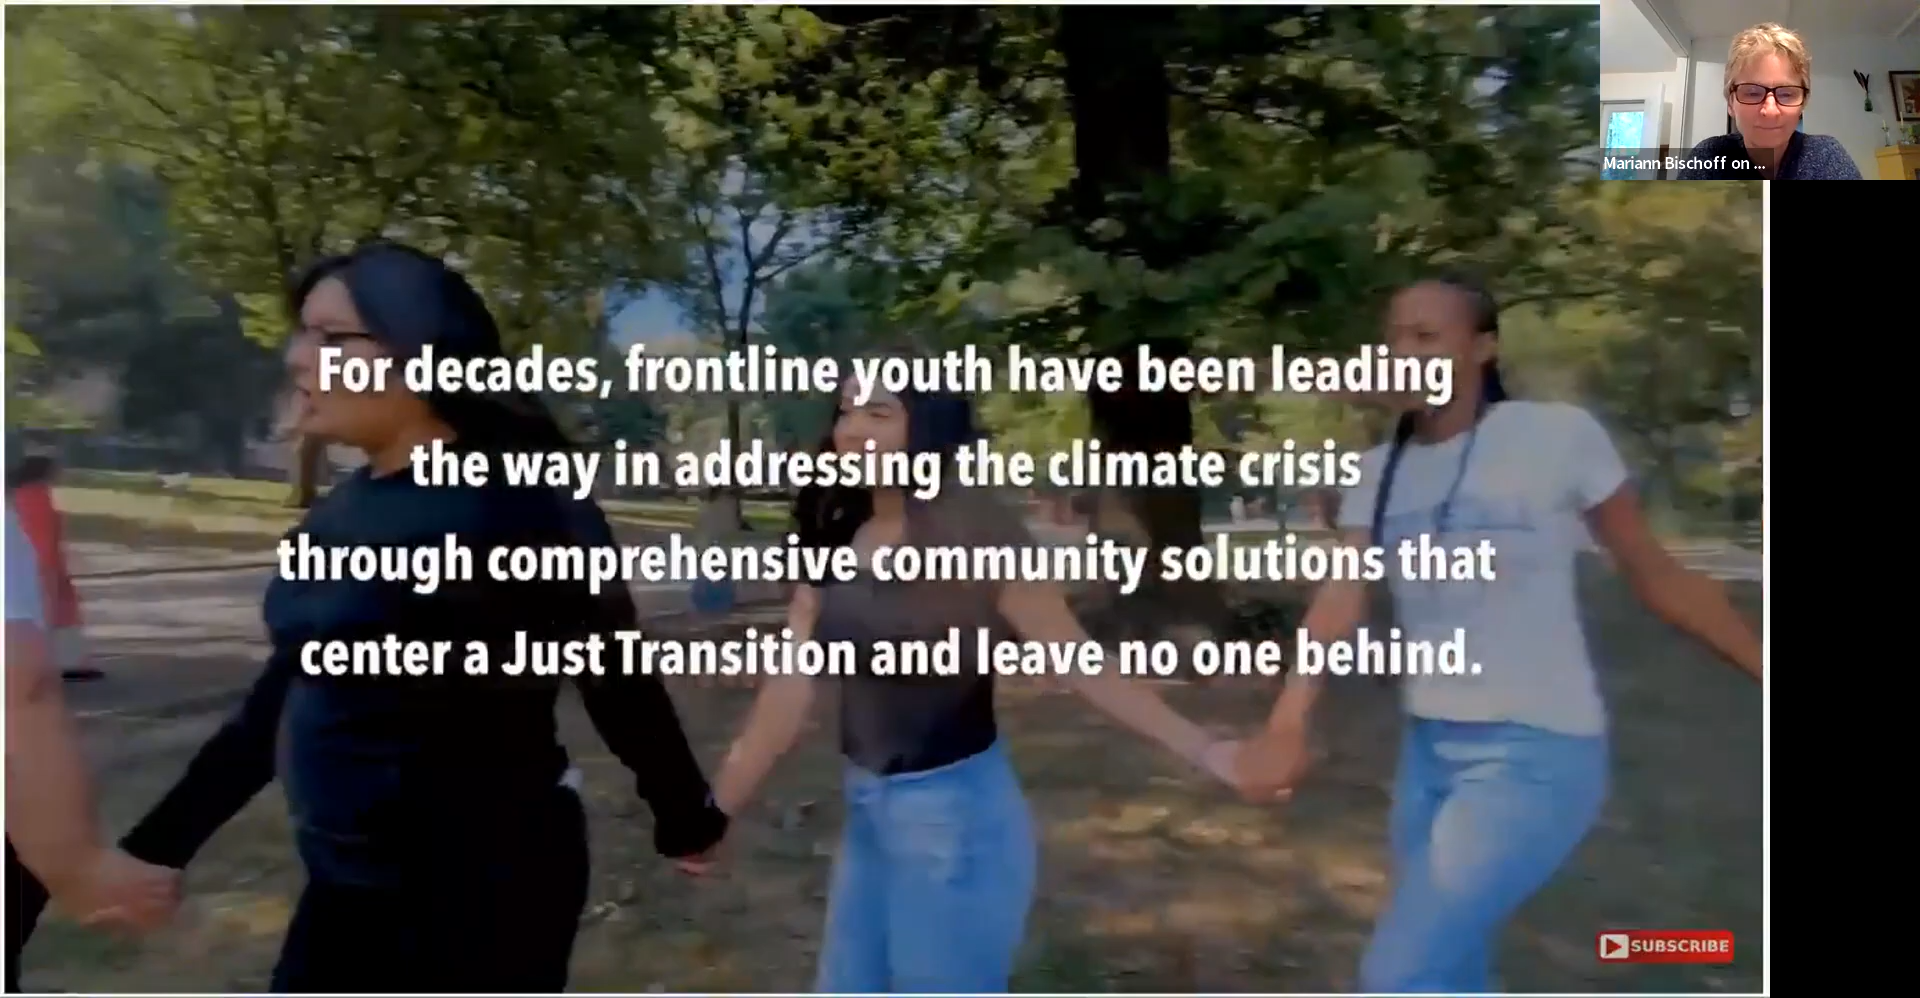 Mariann Bischoff on ...
For decades, frontline youth have been leading
the way in addressing the climate crisis
through comprehensive community solutions that
center a Just Transition and leave no one behind.
SUBSCRIBE